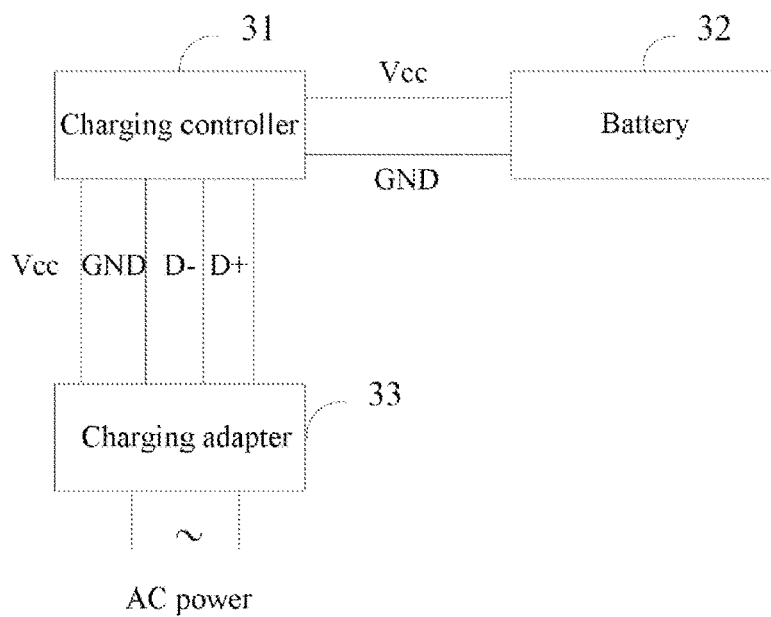 31
32
Vcc
Charging controller
Battery
GND
Vcc GND D- D+
33
Charging adapter
~
AC power